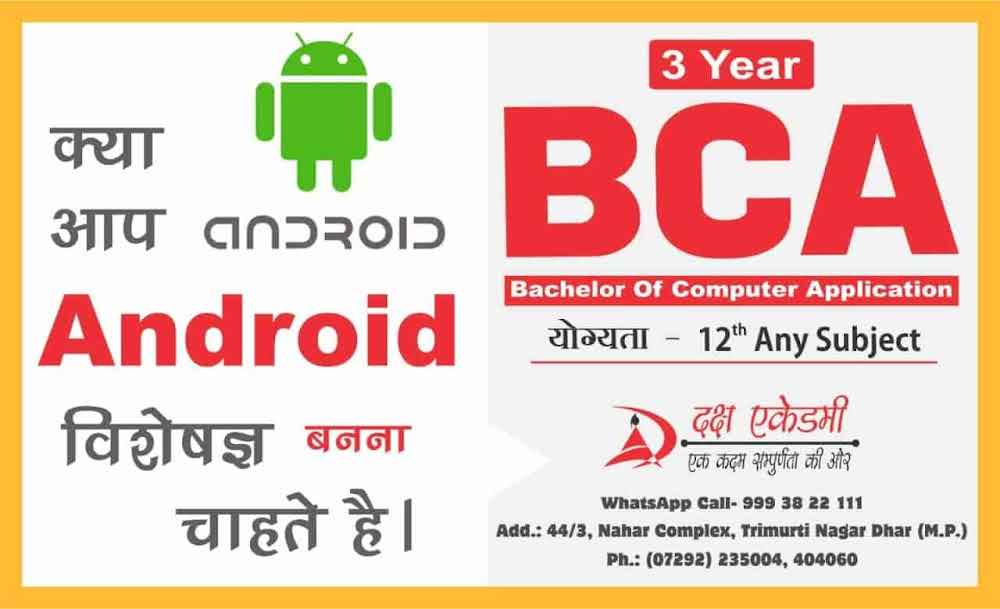 क्या
आप
ANDROID
Android
विशेषज्ञ बनना
चाहते है।
3 Year
BCA
Bachelor Of Computer Application
योग्यता - 12th Any Subject
दक्ष एकेडमी
एक कदम सम्पुर्णता की और
WhatsApp Call- 999 38 22 111
Add.: 44/3, Nahar Complex, Trimurti Nagar Dhar (M.P.)
Ph.: (07292) 235004, 404060